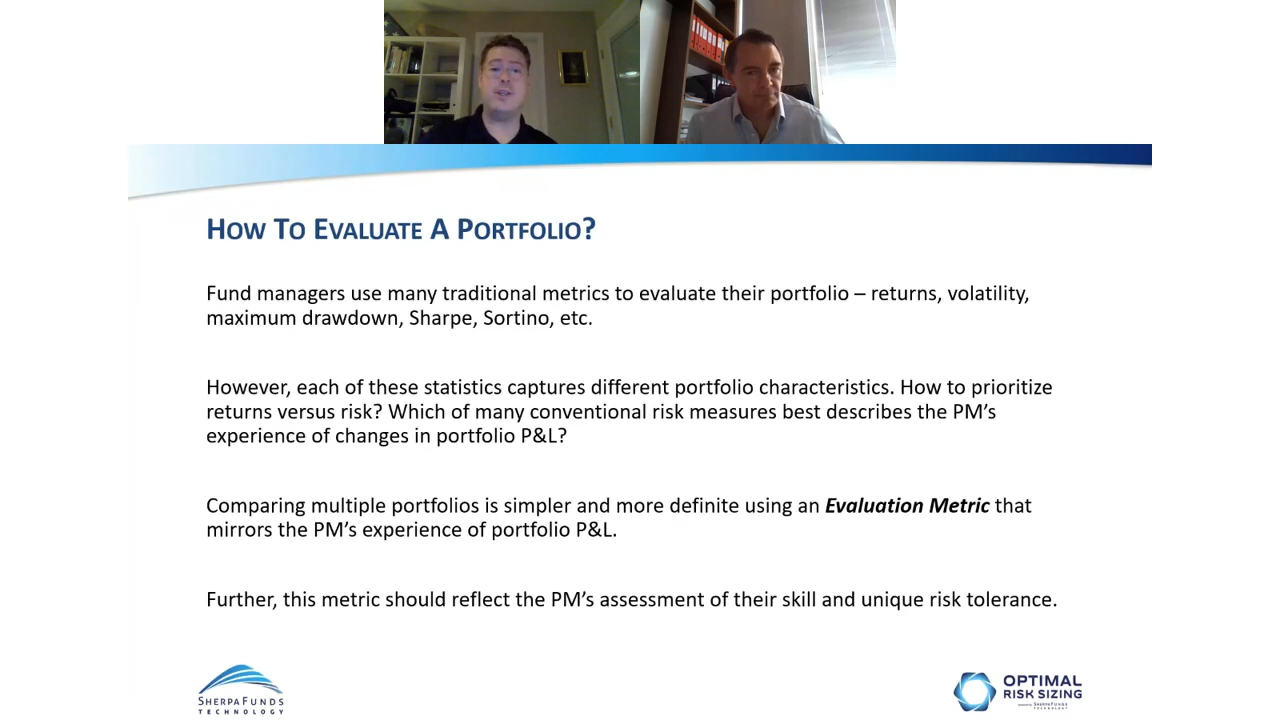 How To Evaluate A Portfolio?
Fund managers use many traditional metrics to evaluate their portfolio – returns, volatility,
maximum drawdown, Sharpe, Sortino, etc.
However, each of these statistics captures different portfolio characteristics. How to prioritize
returns versus risk? Which of many conventional risk measures best describes the PM’s
experience of changes in portfolio P&L?
Comparing multiple portfolios is simpler and more definite using an Evaluation Metric that
mirrors the PM’s experience of portfolio P&L.
Further, this metric should reflect the PM’s assessment of their skill and unique risk tolerance.
SHERPAFUNDS
TECHNOLOGY
OPTIMAL
RISK SIZING